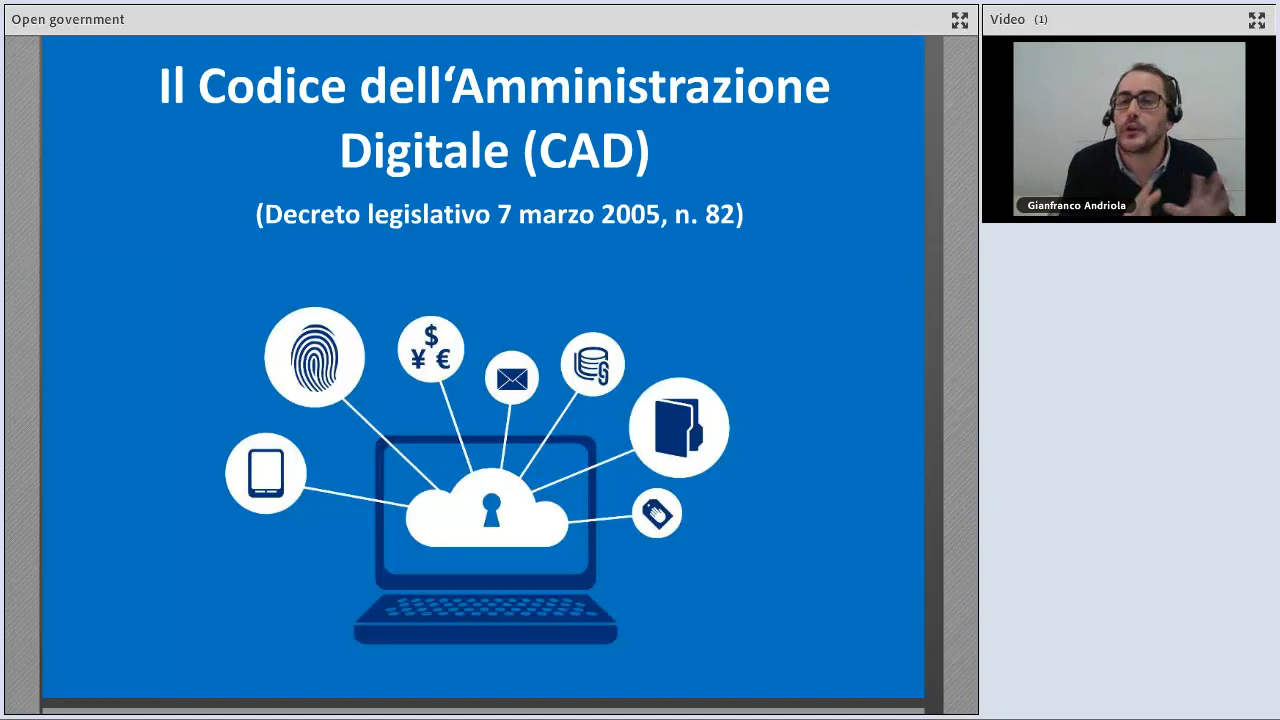 Open government
Video (1)
Il Codice dell‘Amministrazione
Digitale (CAD)
(Decreto legislativo 7 marzo 2005, n. 82)
$
¥ €
Gianfranco Andriola